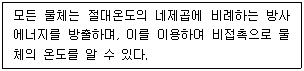 모든 물체는 절대온도의 네제곱에 비례하는 방사
에너지를 방출하며, 이를 이용하여 비접촉으로 물
체의 온도를 알 수 있다.